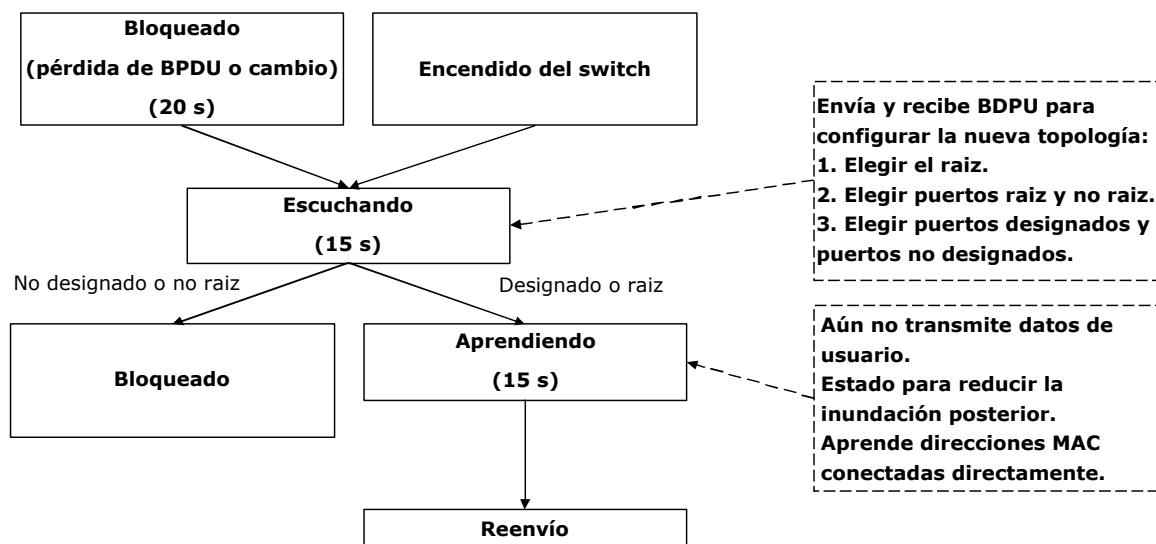 Bloqueado
(pérdida de BPDU o cambio)
(20 s)
Encendido del switch
Envía y recibe BDPU para
configurar la nueva topología:
1. Elegir el raiz.
2. Elegir puertos raiz y no raiz.
3. Elegir puertos designados y
puertos no designados.
Escuchando
(15 s)
No designado o no raiz
Designado o raiz
Bloqueado
Aprendiendo
(15 s)
Aún no transmite datos de
usuario.
Estado para reducir la
inundación posterior.
Aprende direcciones MAC
conectadas directamente.
Reenvío